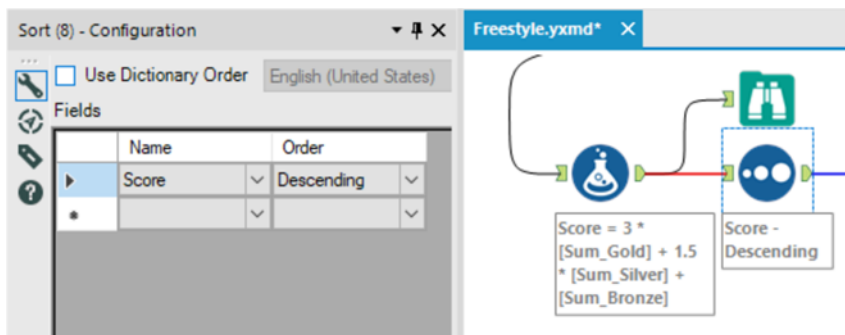 Sort (8) - Configuration
Use Dictionary Order
English (United States)
Fields
Name
Order
Score
Descending
Freestyle.yxmd*
Score = 3 *
[Sum_Gold] + 1.5
* [Sum_Silver] +
[Sum_Bronze]
Score -
Descending